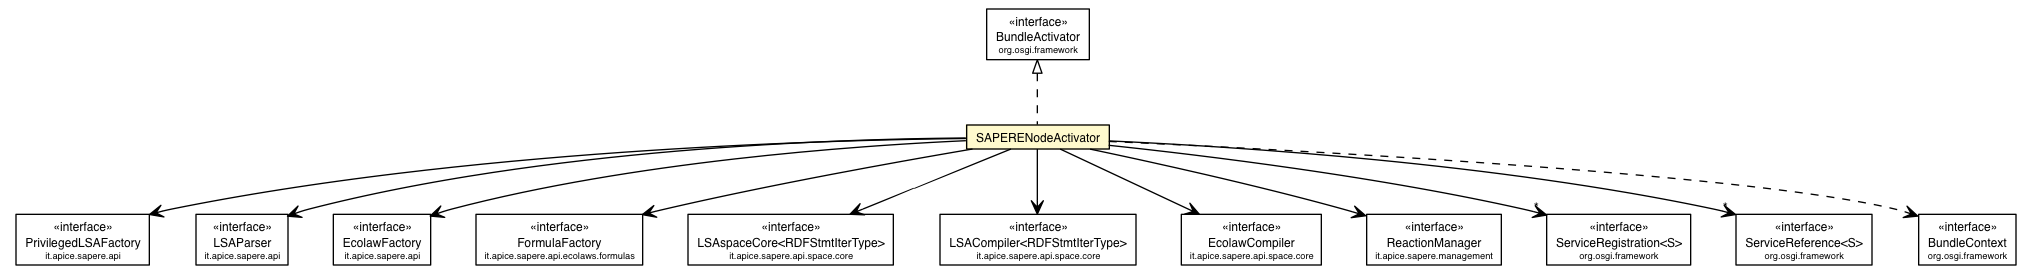 «interface»
BundleActivator
org.osgi.framework
SAPERENodeActivator
«interface»
PrivilegedLSAFactory
it.apice.sapere.api
«interface»
LSAParser
it.apice.sapere.api
«interface»
EcolawFactory
it.apice.sapere.api
«interface»
FormulaFactory
it.apice.sapere.api.ecolaws.formulas
«interface»
LSAspaceCore<RDFStmtIterType>
it.apice.sapere.api.space.core
«interface»
LSACompiler<RDFStmtIterType>
it.apice.sapere.api.space.core
«interface»
EcolawCompiler
it.apice.sapere.api.space.core
«interface»
ReactionManager
it.apice.sapere.management
*
«interface»
ServiceRegistration<S>
org.osgi.framework
*
«interface»
ServiceReference<S>
org.osgi.framework
«interface»
BundleContext
org.osgi.framework